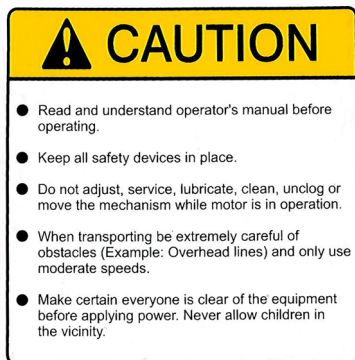 CAUTION
● Read and understand operator's manual before
operating.
● Keep all safety devices in place.
● Do not adjust, service, lubricate, clean, unclog or
move the mechanism while motor is in operation.
● When transporting be extremely careful of
obstacles (Example: Overhead lines) and only use
moderate speeds.
● Make certain everyone is clear of the equipment
before applying power. Never allow children in
the vicinity.